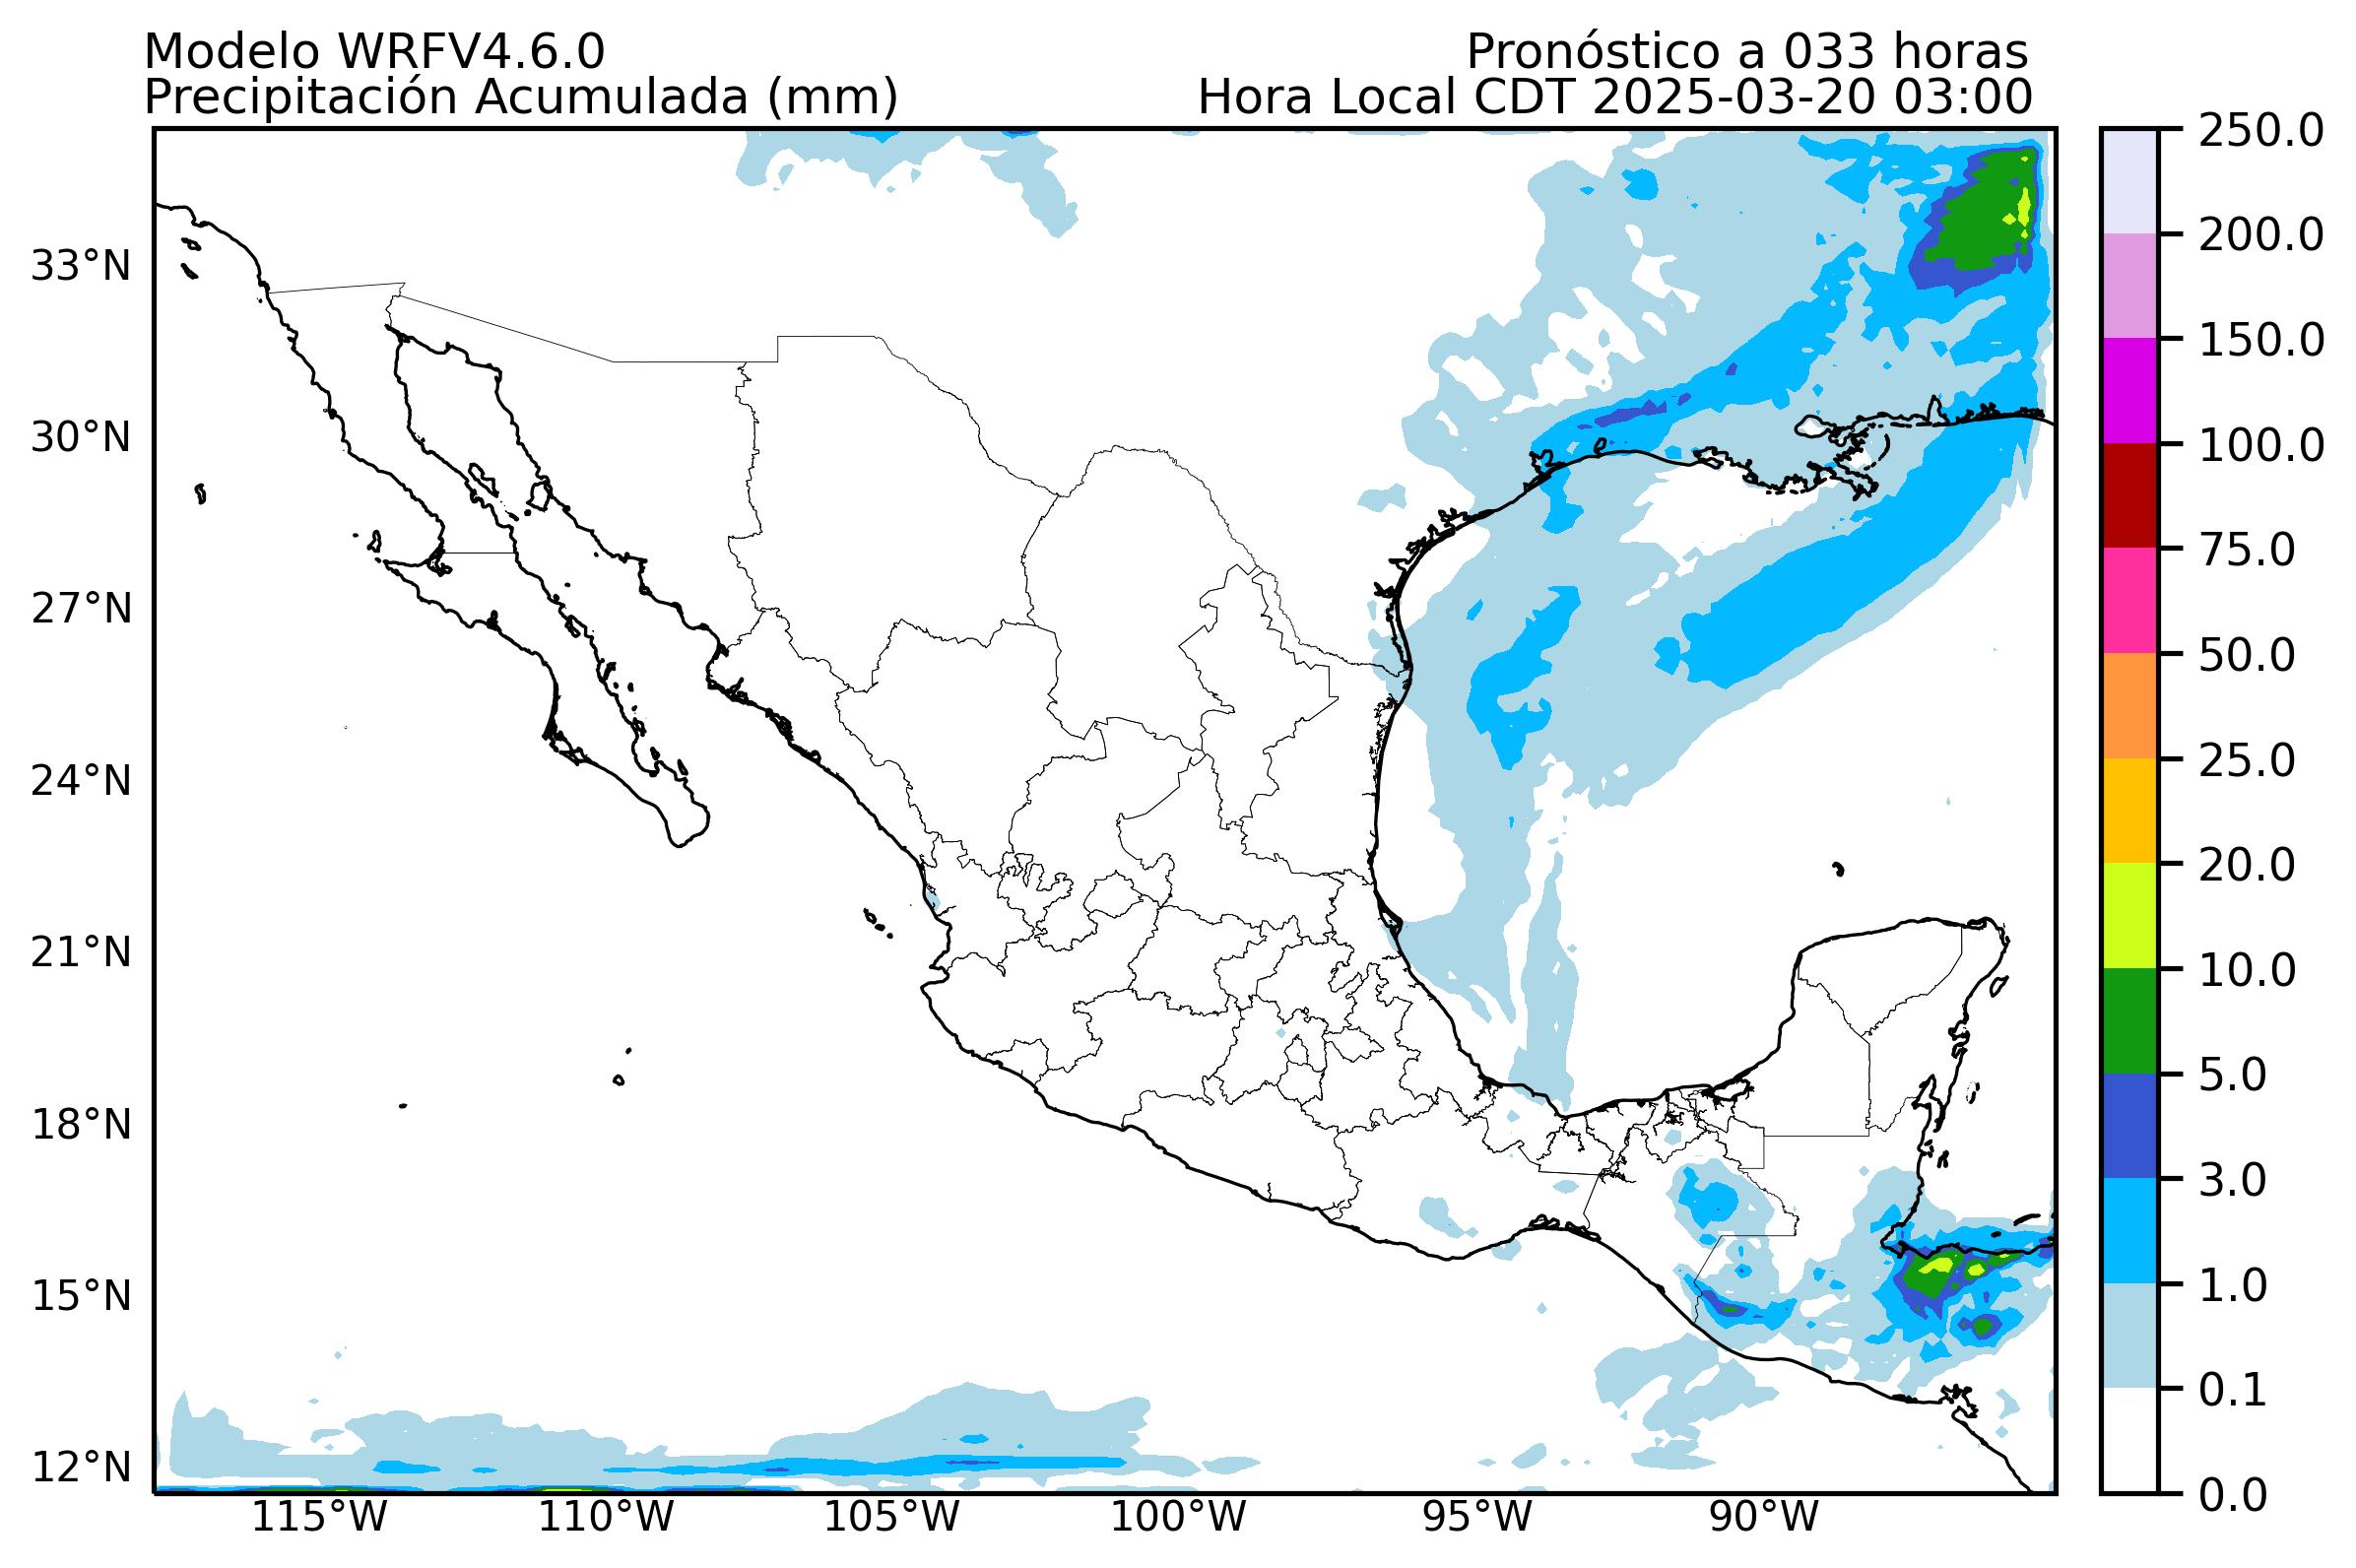 Modelo WRFV4.6.0
Pronóstico a 033 horas
Precipitación Acumulada (mm)
Hora Local CDT 2025-03-20 03:00
33°N
30°N
27°N
24°N
21°N
18°N
15°N
12°N
115°W
110°W
105°W
100°W
95°W
90°W
250.0
200.0
150.0
100.0
75.0
50.0
25.0
20.0
10.0
5.0
3.0
1.0
0.1
0.0